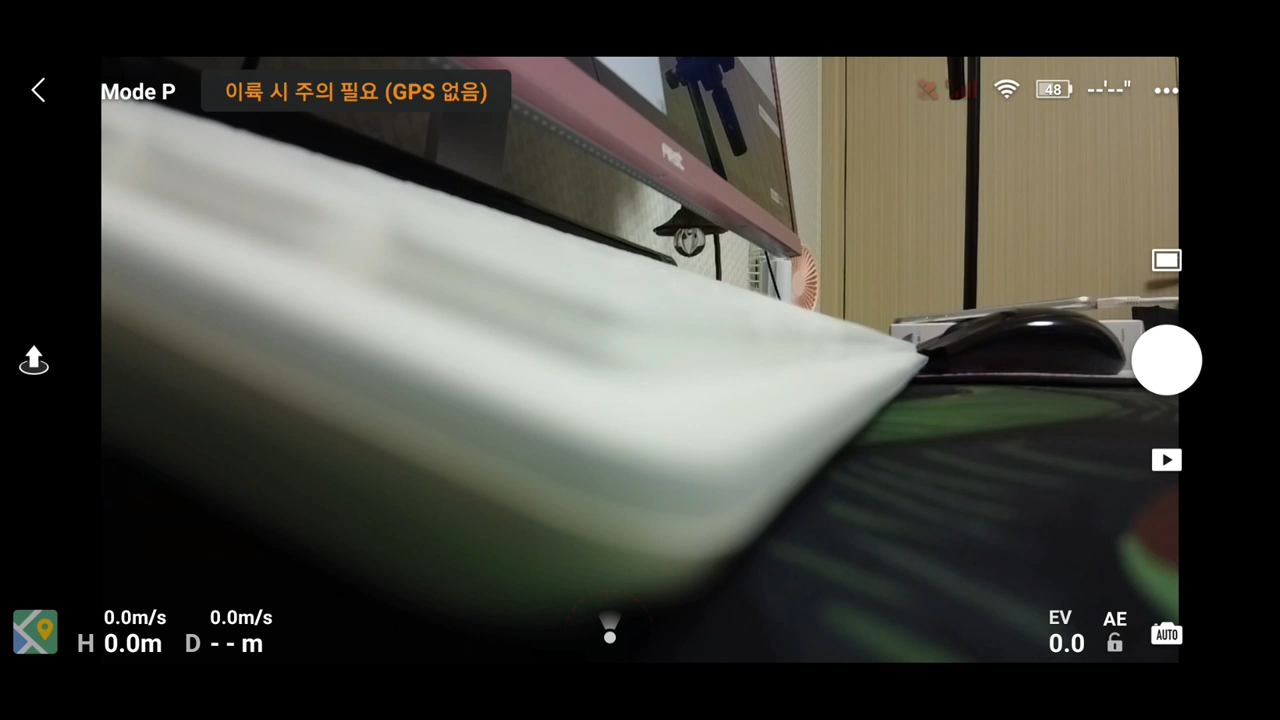 Mode P
이륙 시 주의 필요 (GPS 없음)
48
--'--"
0.0m/s 0.0m/s
H 0.0m D -- m
EV
0.0
AE
AUTO